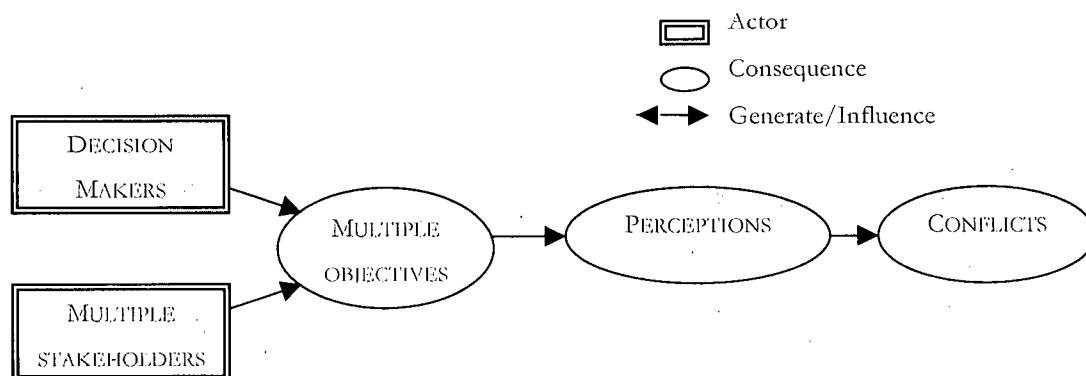 Actor
Consequence
Generate/Influence
DECISION
MAKERS
MULTIPLE
OBJECTIVES
PERCEPTIONS
CONFLICTS
MULTIPLE
STAKEHOLDERS